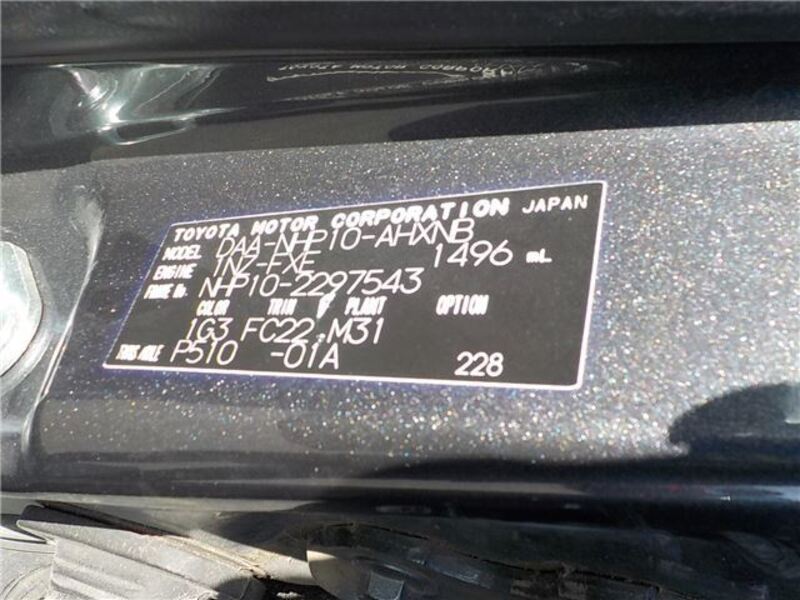 TOYOTA MOTOR CORPORATION JAPAN
MODEL DAA-NHP10-AHXNB
ENGINE 1NZ-FXE 1496 mL
FRAME No. NHP10-2297543
COLOR TRIM PLANT OPTION
1G3 FC22 M31
TRNS AXLE P510 -01A 228